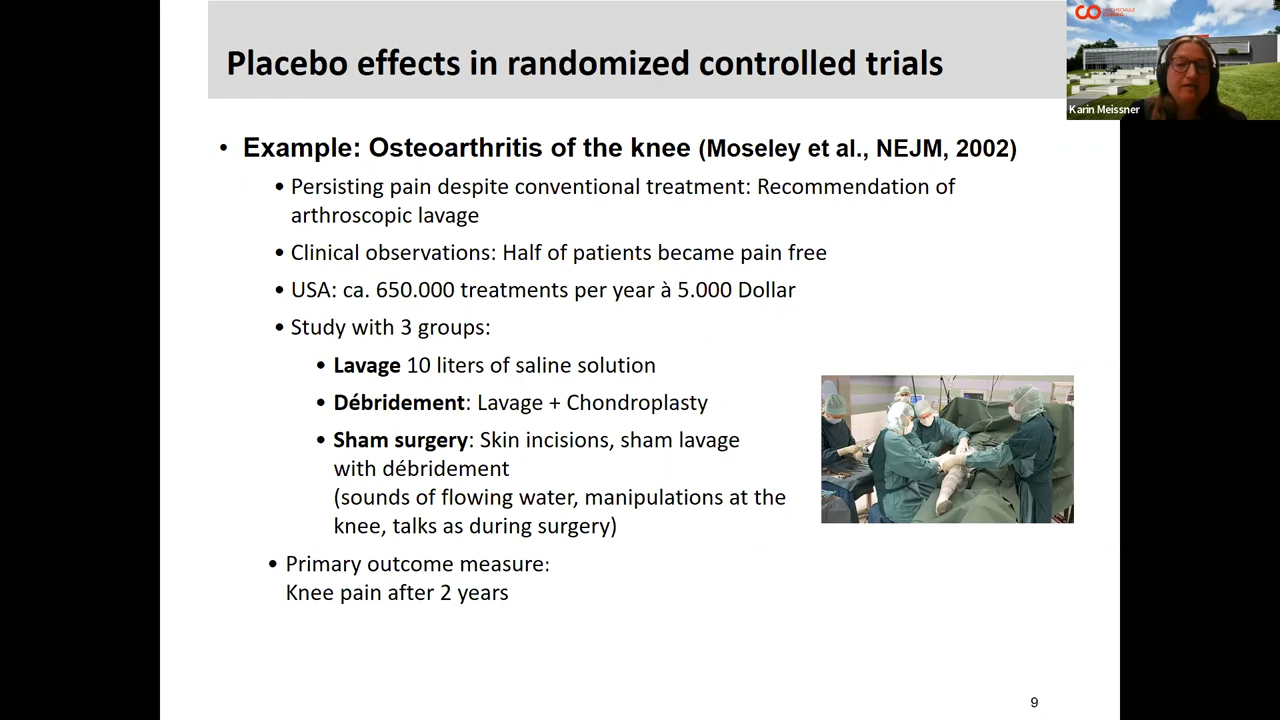 Placebo effects in randomized controlled trials
CO HOCHSCHULE COBURG
Karin Meissner
• Example: Osteoarthritis of the knee (Moseley et al., NEJM, 2002)
• Persisting pain despite conventional treatment: Recommendation of
arthroscopic lavage
• Clinical observations: Half of patients became pain free
• USA: ca. 650.000 treatments per year à 5.000 Dollar
• Study with 3 groups:
• Lavage 10 liters of saline solution
• Débridement: Lavage + Chondroplasty
• Sham surgery: Skin incisions, sham lavage
with débridement
(sounds of flowing water, manipulations at the
knee, talks as during surgery)
• Primary outcome measure:
Knee pain after 2 years
9